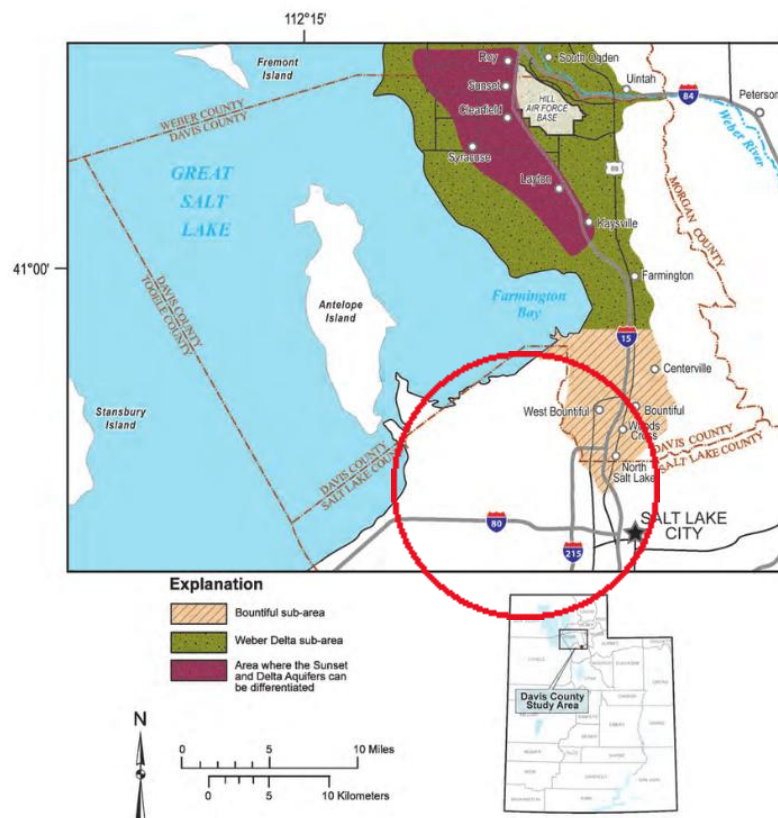 112°15'
Fremont
Island
Roy
South Ogden
Sunset
Uintah
HILL
AIR FORCE
BASE
84
Peterson
Clearfield
WEBER COUNTY
DAVIS COUNTY
Weber River
Syracuse
GREAT
SALT
LAKE
89
Layton
MORGAN COUNTY
Kaysville
41°00'
DAVIS COUNTY
TOOELE COUNTY
Farmington
Farmington
Bay
Antelope
Island
15
Centerville
Stansbury
Island
West Bountiful
Bountiful
Woods
Cross
DAVIS COUNTY
SALT LAKE COUNTY
DAVIS COUNTY
SALT LAKE COUNTY
North
Salt Lake
80
SALT LAKE
CITY
215
Explanation
Bountiful sub-area
Weber Delta sub-area
Area where the Sunset
and Delta Aquifers can
be differentiated
Davis County
Study Area
N
0 5 10 Miles
0 5 10 Kilometers